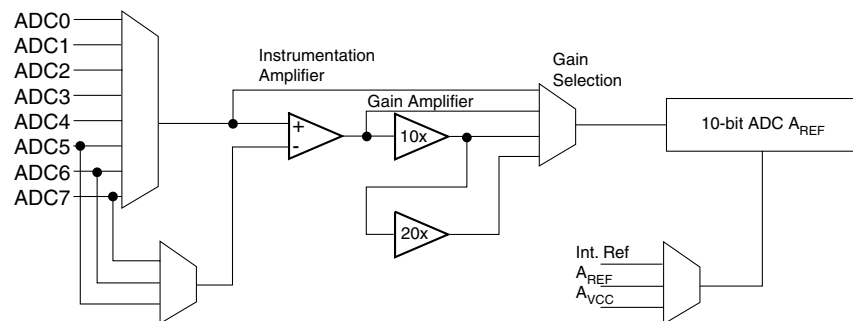 ADC0
ADC1
ADC2
ADC3
ADC4
ADC5
ADC6
ADC7
Instrumentation
Amplifier
+
-
Gain Amplifier
10x
20x
Gain
Selection
10-bit ADC AREF
Int. Ref
AREF
AVCC